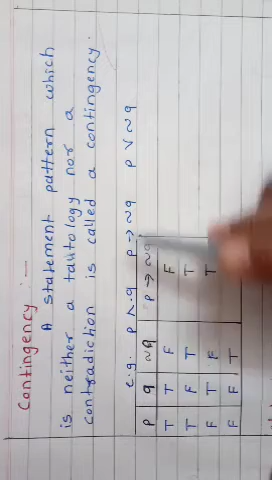 Contingency :-
A statement pattern which
is neither a tautology nor a
contradiction is called a contingency.
e.g. p ∧ q p → ~q p ∨ ~q
p q ~q p → ~q
T T F F
T F T T
F T F T
F F T